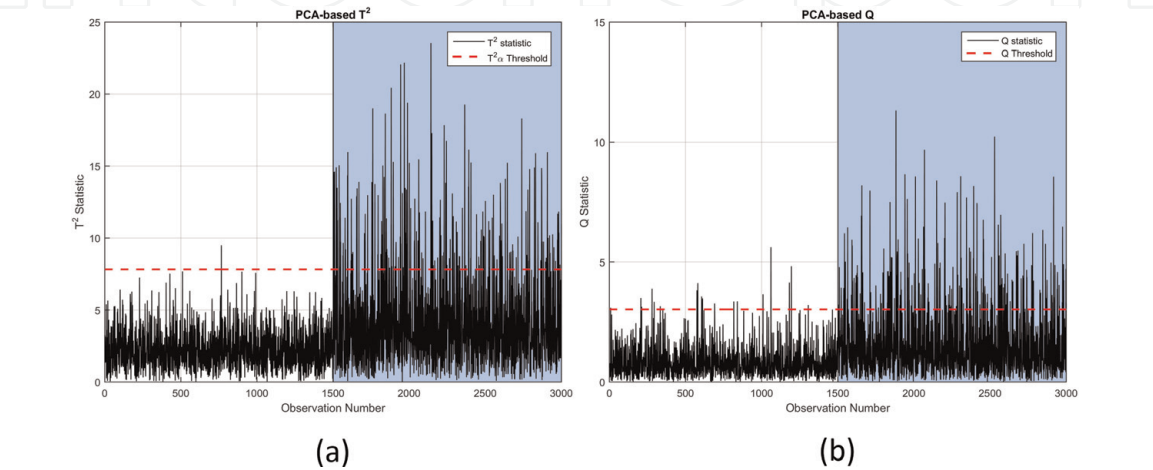 PCA-based T²
25
20
15
10
5
0
T² Statistic
0 500 1000 1500 2000 2500 3000
Observation Number
T² statistic
T²α Threshold
(a)
PCA-based Q
15
10
5
0
Q Statistic
0 500 1000 1500 2000 2500 3000
Observation Number
Q statistic
Q Threshold
(b)